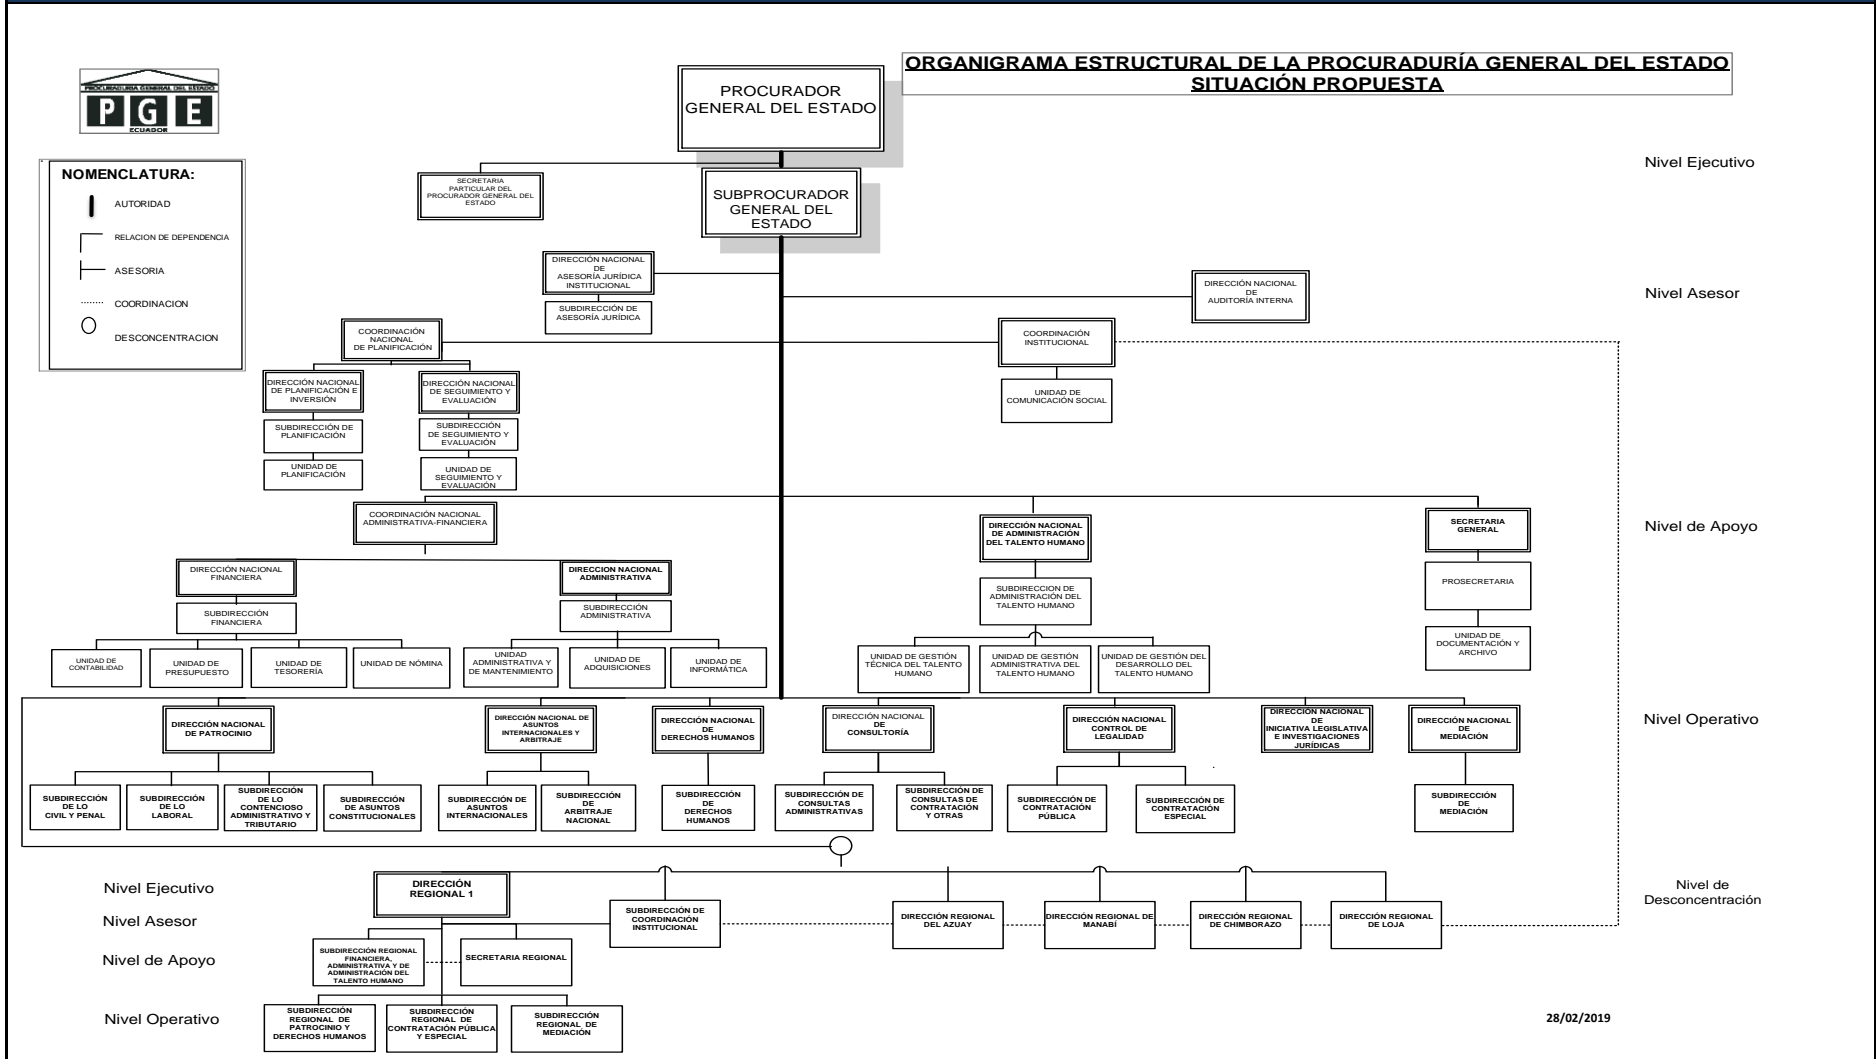 ORGANIGRAMA ESTRUCTURAL DE LA PROCURADURÍA GENERAL DEL ESTADO
SITUACIÓN PROPUESTA
PROCURADURIA GENERAL DEL ESTADO
P G E
ECUADOR
PROCURADOR
GENERAL DEL ESTADO
Nivel Ejecutivo
NOMENCLATURA:
AUTORIDAD
RELACION DE DEPENDENCIA
ASESORIA
COORDINACION
DESCONCENTRACION
SECRETARIA
PARTICULAR DEL
PROCURADOR GENERAL DEL
ESTADO
SUBPROCURADOR
GENERAL DEL
ESTADO
DIRECCIÓN NACIONAL
DE
ASESORÍA JURÍDICA
INSTITUCIONAL
SUBDIRECCIÓN DE
ASESORÍA JURÍDICA
DIRECCIÓN NACIONAL
DE
AUDITORÍA INTERNA
Nivel Asesor
COORDINACIÓN
NACIONAL
DE PLANIFICACIÓN
COORDINACIÓN
INSTITUCIONAL
DIRECCIÓN NACIONAL
DE PLANIFICACIÓN E
INVERSIÓN
DIRECCIÓN NACIONAL
DE SEGUIMIENTO Y
EVALUACIÓN
UNIDAD DE
COMUNICACIÓN SOCIAL
SUBDIRECCIÓN DE
PLANIFICACIÓN
SUBDIRECCIÓN
DE SEGUIMIENTO Y
EVALUACIÓN
UNIDAD DE
PLANIFICACIÓN
UNIDAD DE
SEGUIMIENTO Y
EVALUACIÓN
COORDINACIÓN NACIONAL
ADMINISTRATIVA-FINANCIERA
DIRECCIÓN NACIONAL
DE ADMINISTRACIÓN
DEL TALENTO HUMANO
SECRETARIA
GENERAL
Nivel de Apoyo
DIRECCIÓN NACIONAL
FINANCIERA
DIRECCION NACIONAL
ADMINISTRATIVA
SUBDIRECCION DE
ADMINISTRACIÓN DEL
TALENTO HUMANO
PROSECRETARIA
SUBDIRECCIÓN
FINANCIERA
SUBDIRECCIÓN
ADMINISTRATIVA
UNIDAD DE
DOCUMENTACIÓN Y
ARCHIVO
UNIDAD DE
CONTABILIDAD
UNIDAD DE
PRESUPUESTO
UNIDAD DE
TESORERÍA
UNIDAD DE NÓMINA
UNIDAD
ADMINISTRATIVA Y
DE MANTENIMIENTO
UNIDAD DE
ADQUISICIONES
UNIDAD DE
INFORMÁTICA
UNIDAD DE GESTIÓN
TÉCNICA DEL TALENTO
HUMANO
UNIDAD DE GESTIÓN
ADMINISTRATIVA DEL
TALENTO HUMANO
UNIDAD DE GESTIÓN DEL
DESARROLLO DEL
TALENTO HUMANO
DIRECCIÓN NACIONAL
DE PATROCINIO
DIRECCIÓN NACIONAL DE
ASUNTOS
INTERNACIONALES Y
ARBITRAJE
DIRECCIÓN NACIONAL
DE
DERECHOS HUMANOS
DIRECCIÓN NACIONAL
DE
CONSULTORÍA
DIRECCIÓN NACIONAL
CONTROL DE
LEGALIDAD
DIRECCIÓN NACIONAL
DE
INICIATIVA LEGISLATIVA
E INVESTIGACIONES
JURÍDICAS
DIRECCIÓN NACIONAL
DE
MEDIACIÓN
Nivel Operativo
SUBDIRECCIÓN
DE LO
CIVIL Y PENAL
SUBDIRECCIÓN
DE LO
LABORAL
SUBDIRECCIÓN
DE LO
CONTENCIOSO
ADMINISTRATIVO Y
TRIBUTARIO
SUBDIRECCIÓN
DE ASUNTOS
CONSTITUCIONALES
SUBDIRECCIÓN DE
ASUNTOS
INTERNACIONALES
SUBDIRECCIÓN
DE
ARBITRAJE
NACIONAL
SUBDIRECCIÓN
DE
DERECHOS
HUMANOS
SUBDIRECCIÓN DE
CONSULTAS
ADMINISTRATIVAS
SUBDIRECCIÓN DE
CONSULTAS DE
CONTRATACIÓN
Y OTRAS
SUBDIRECCIÓN DE
CONTRATACIÓN
PÚBLICA
SUBDIRECCIÓN DE
CONTRATACIÓN
ESPECIAL
SUBDIRECCIÓN
DE
MEDIACIÓN
Nivel Ejecutivo
DIRECCIÓN
REGIONAL 1
Nivel de
Desconcentración
Nivel Asesor
SUBDIRECCIÓN DE
COORDINACIÓN
INSTITUCIONAL
DIRECCIÓN REGIONAL
DEL AZUAY
DIRECCIÓN REGIONAL DE
MANABÍ
DIRECCIÓN REGIONAL
DE CHIMBORAZO
DIRECCIÓN REGIONAL
DE LOJA
Nivel de Apoyo
SUBDIRECCIÓN REGIONAL
FINANCIERA,
ADMINISTRATIVA Y DE
ADMINISTRACIÓN DEL
TALENTO HUMANO
SECRETARIA REGIONAL
Nivel Operativo
SUBDIRECCIÓN
REGIONAL DE
PATROCINIO Y
DERECHOS HUMANOS
SUBDIRECCIÓN
REGIONAL DE
CONTRATACIÓN PÚBLICA
Y ESPECIAL
SUBDIRECCIÓN
REGIONAL DE
MEDIACIÓN
28/02/2019